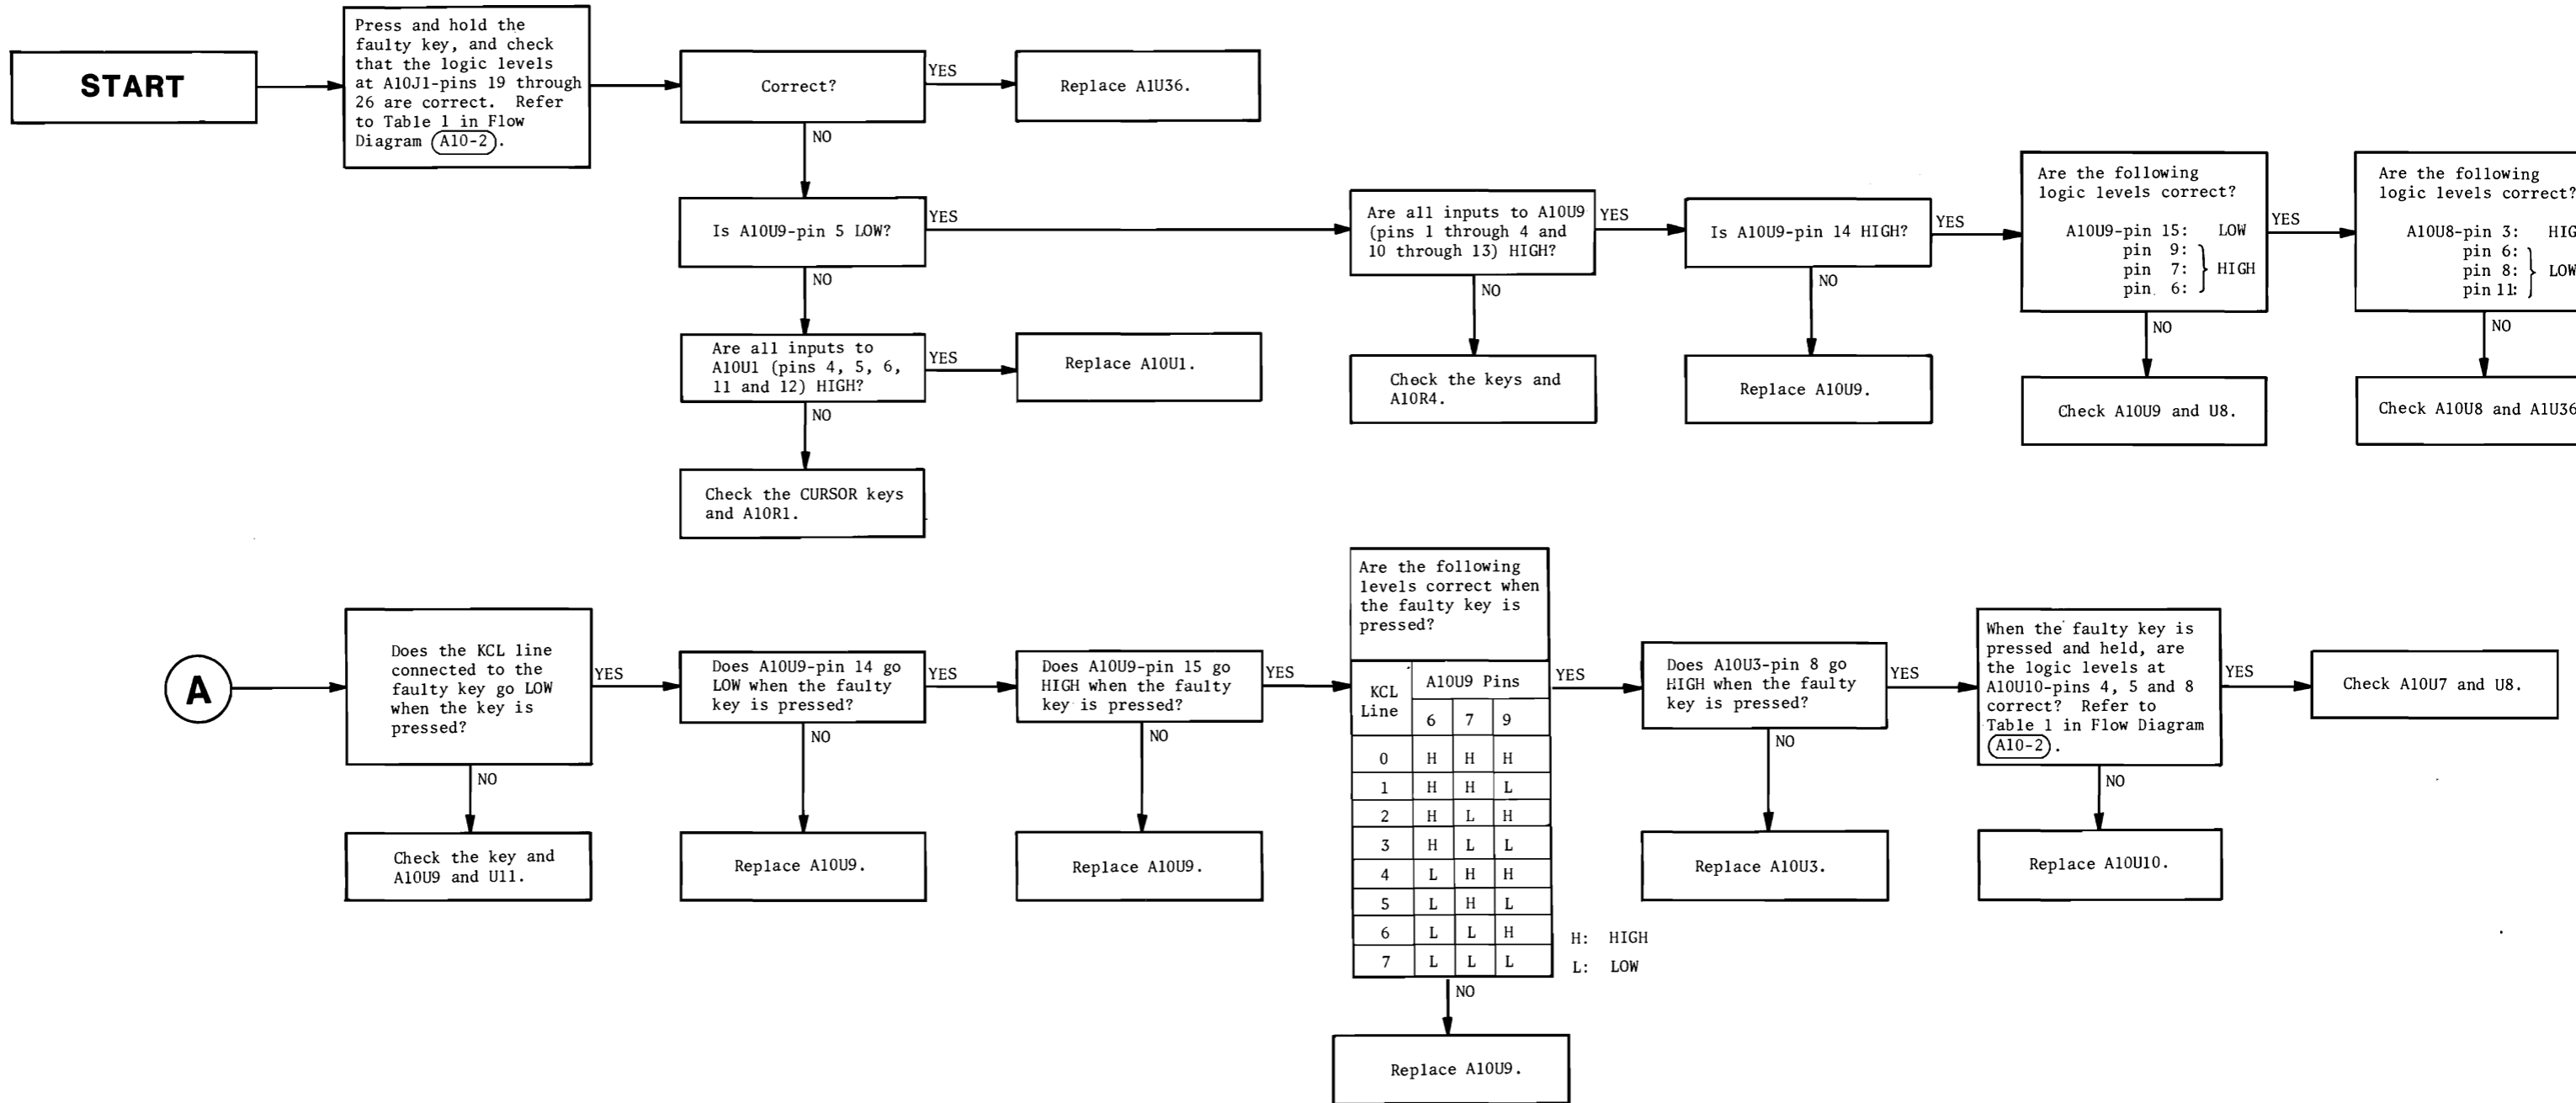 START
Press and hold the
faulty key, and check
that the logic levels
at A10J1-pins 19 through
26 are correct. Refer
to Table 1 in Flow
Diagram A10-2.
Correct?
YES
Replace A1U36.
NO
Is A10U9-pin 5 LOW?
YES
NO
Are all inputs to
A10U1 (pins 4, 5, 6,
11 and 12) HIGH?
YES
Replace A10U1.
NO
Check the CURSOR keys
and A10R1.
Are all inputs to A10U9
(pins 1 through 4 and
10 through 13) HIGH?
YES
NO
Check the keys and
A10R4.
Is A10U9-pin 14 HIGH?
YES
NO
Replace A10U9.
Are the following
logic levels correct?
A10U9-pin 15: LOW
pin 9:
pin 7: HIGH
pin 6:
YES
NO
Check A10U9 and U8.
Are the following
logic levels correct?
A10U8-pin 3: HIG
pin 6:
pin 8: LOW
pin 11:
NO
Check A10U8 and A1U36
A
Does the KCL line
connected to the
faulty key go LOW
when the key is
pressed?
YES
NO
Check the key and
A10U9 and U11.
Does A10U9-pin 14 go
LOW when the faulty
key is pressed?
YES
NO
Replace A10U9.
Does A10U9-pin 15 go
HIGH when the faulty
key is pressed?
YES
NO
Replace A10U9.
Are the following
levels correct when
the faulty key is
pressed?
KCL
Line
A10U9 Pins
6 7 9
0 H H H
1 H H L
2 H L H
3 H L L
4 L H H
5 L H L
6 L L H
7 L L L
H: HIGH
L: LOW
YES
NO
Replace A10U9.
Does A10U3-pin 8 go
HIGH when the faulty
key is pressed?
YES
NO
Replace A10U3.
When the faulty key is
pressed and held, are
the logic levels at
A10U10-pins 4, 5 and 8
correct? Refer to
Table 1 in Flow Diagram
A10-2.
YES
NO
Replace A10U10.
Check A10U7 and U8.